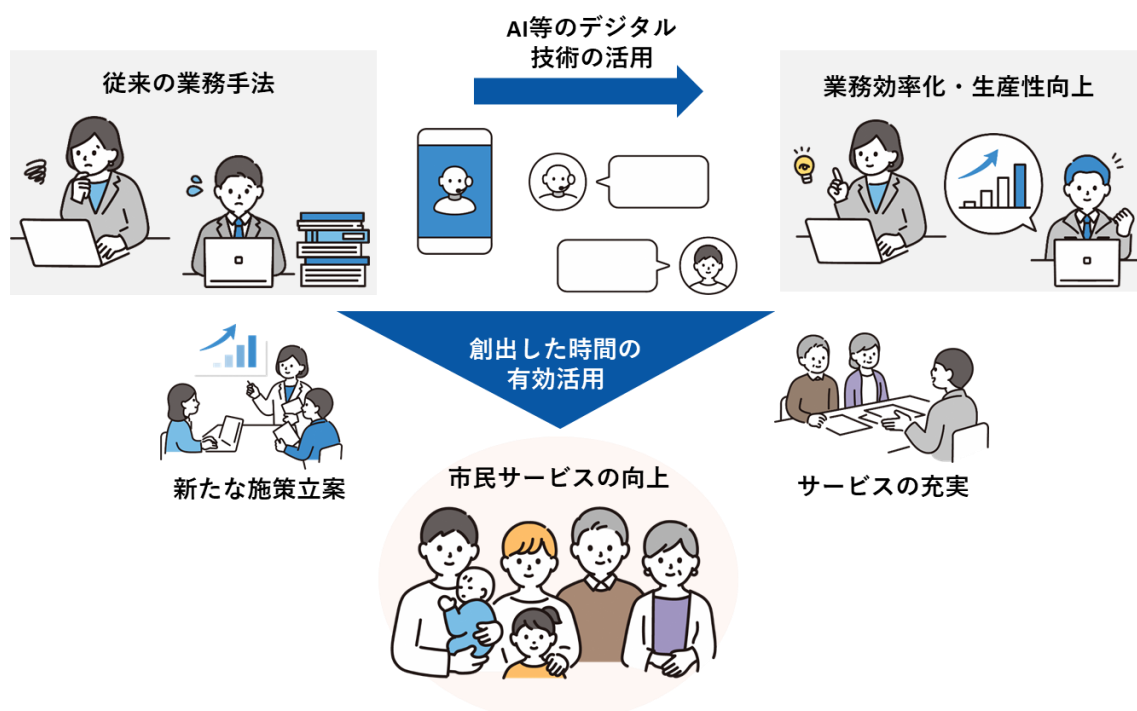 AI等のデジタル
技術の活用
従来の業務手法
業務効率化・生産性向上
創出した時間の
有効活用
新たな施策立案
市民サービスの向上
サービスの充実